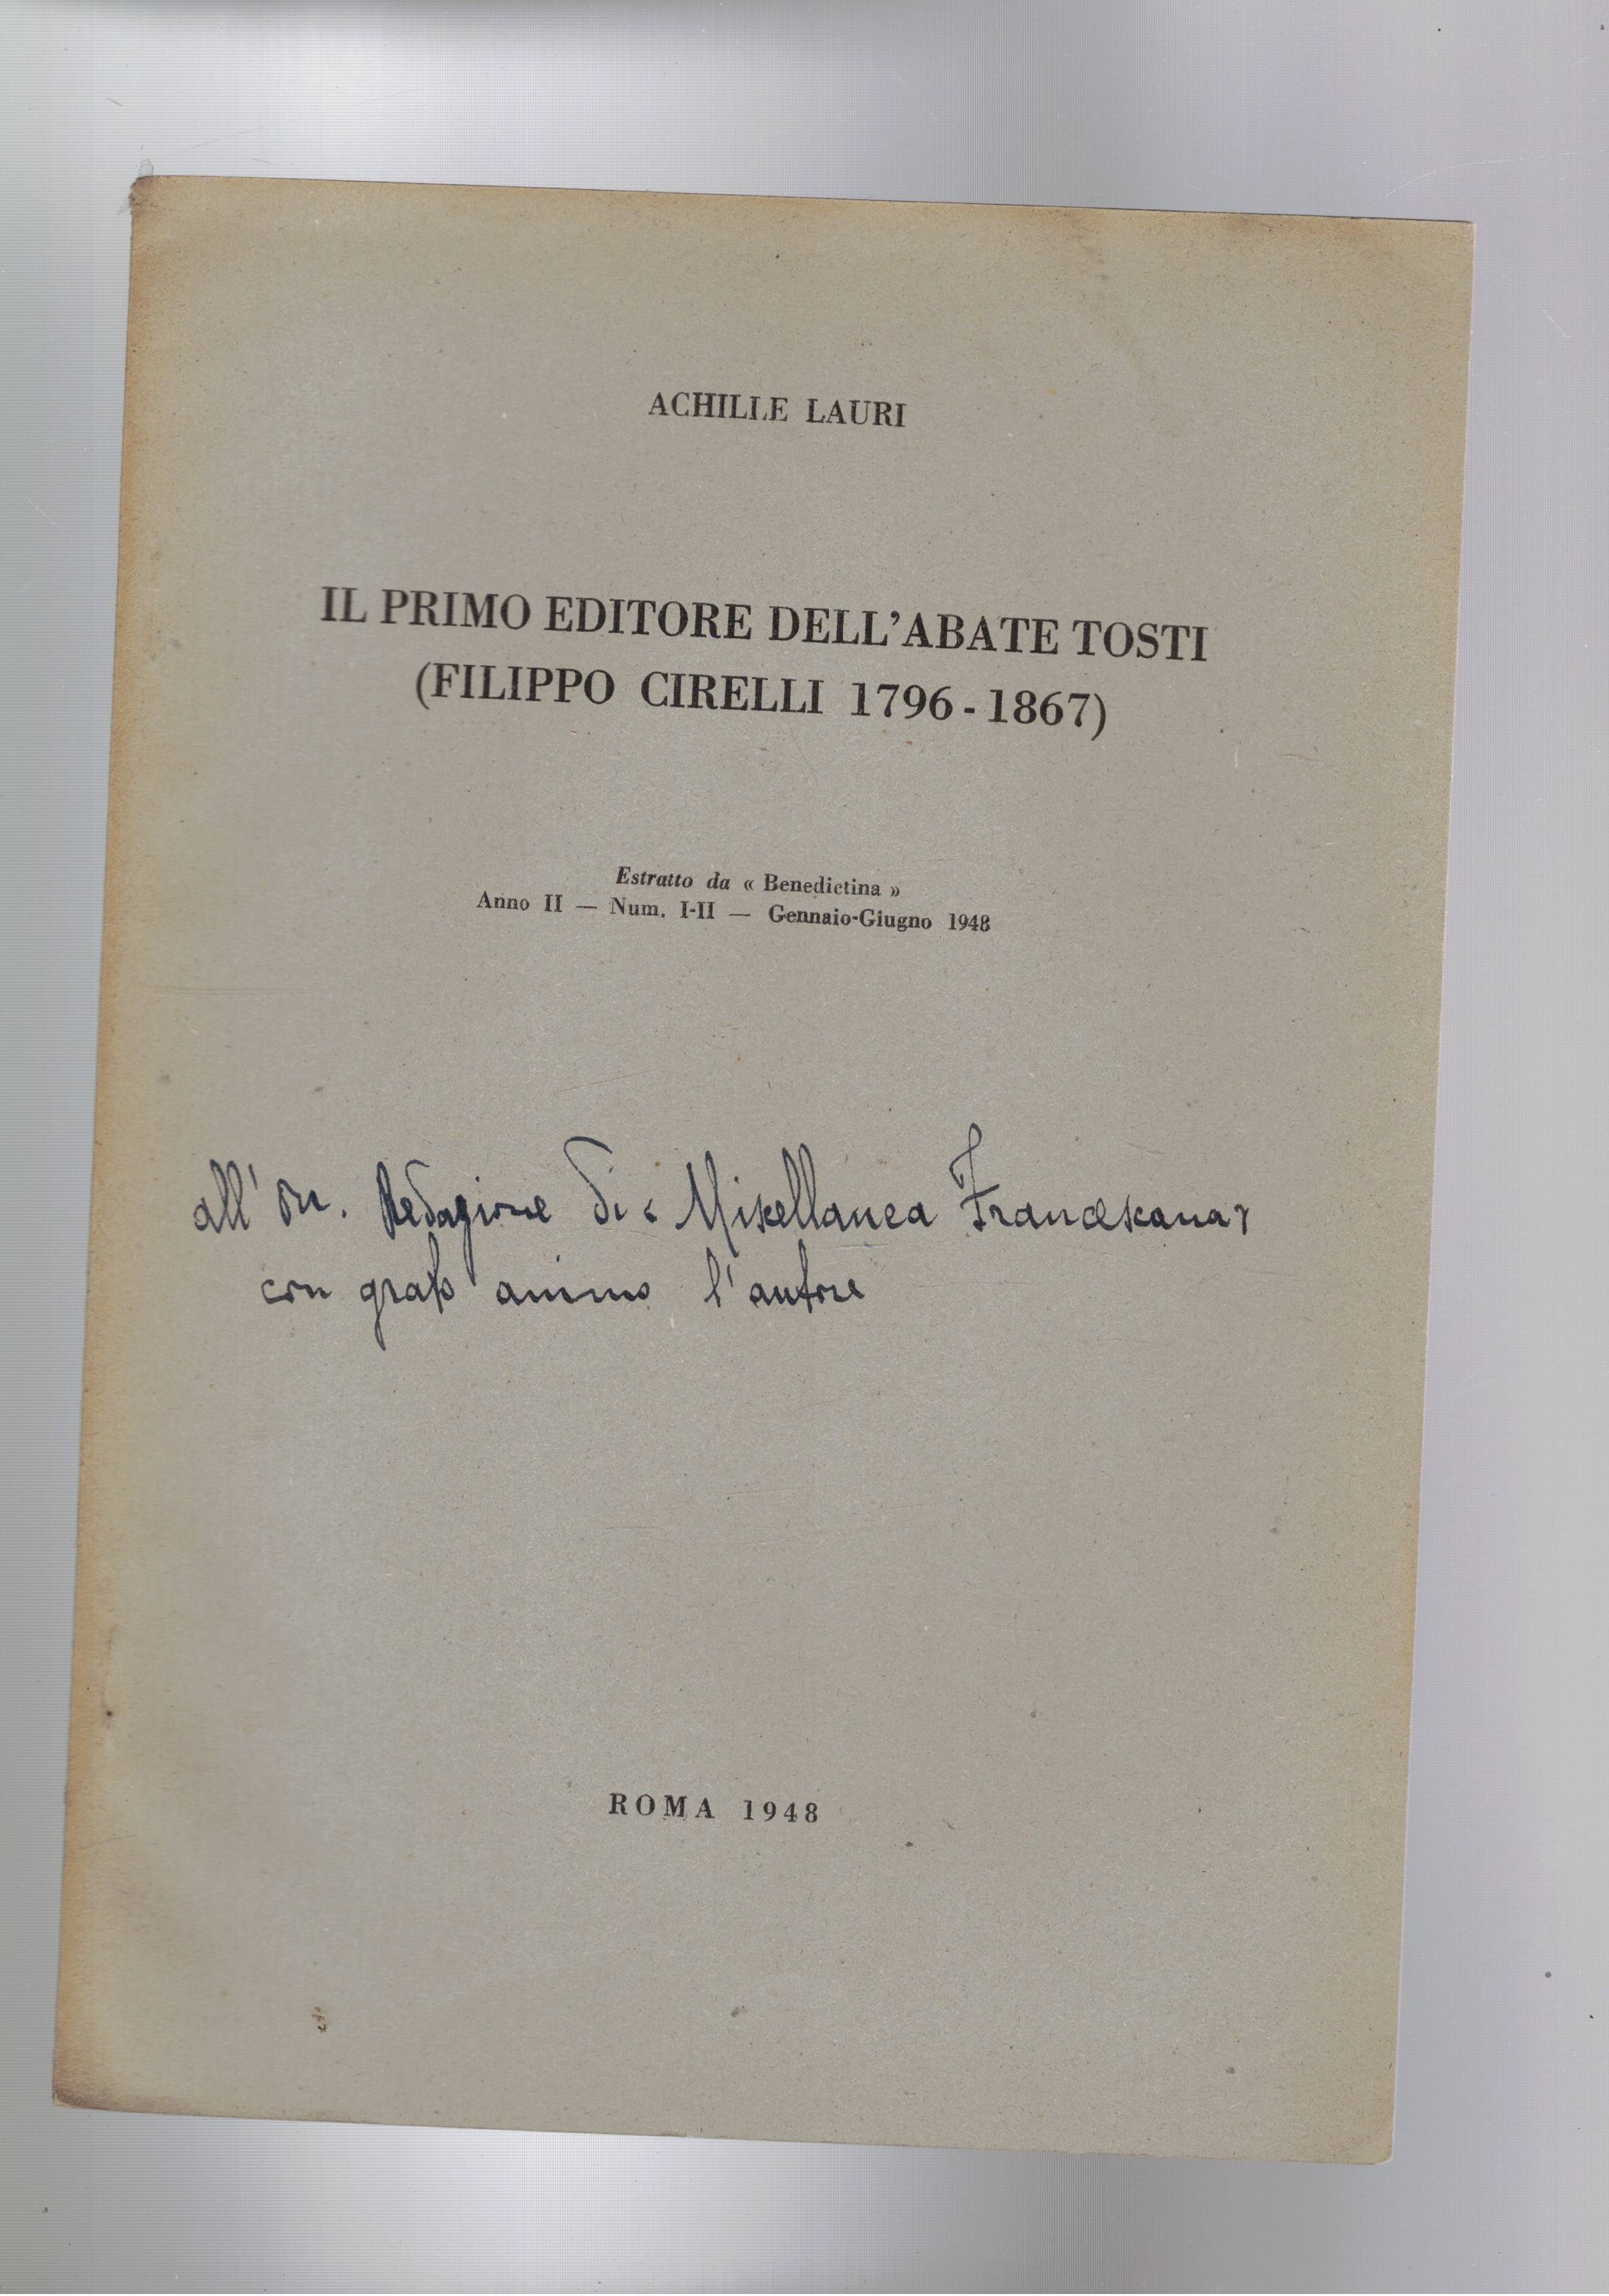 ACHILLE LAURI
IL PRIMO EDITORE DELL'ABATE TOSTI
(FILIPPO CIRELLI 1796-1867)
Estratto da « Benedictina »
Anno II — Num. I-II — Gennaio-Giugno 1948
all'On. Redazione di « Miscellanea Francescana»
con grato animo l'autore
ROMA 1948